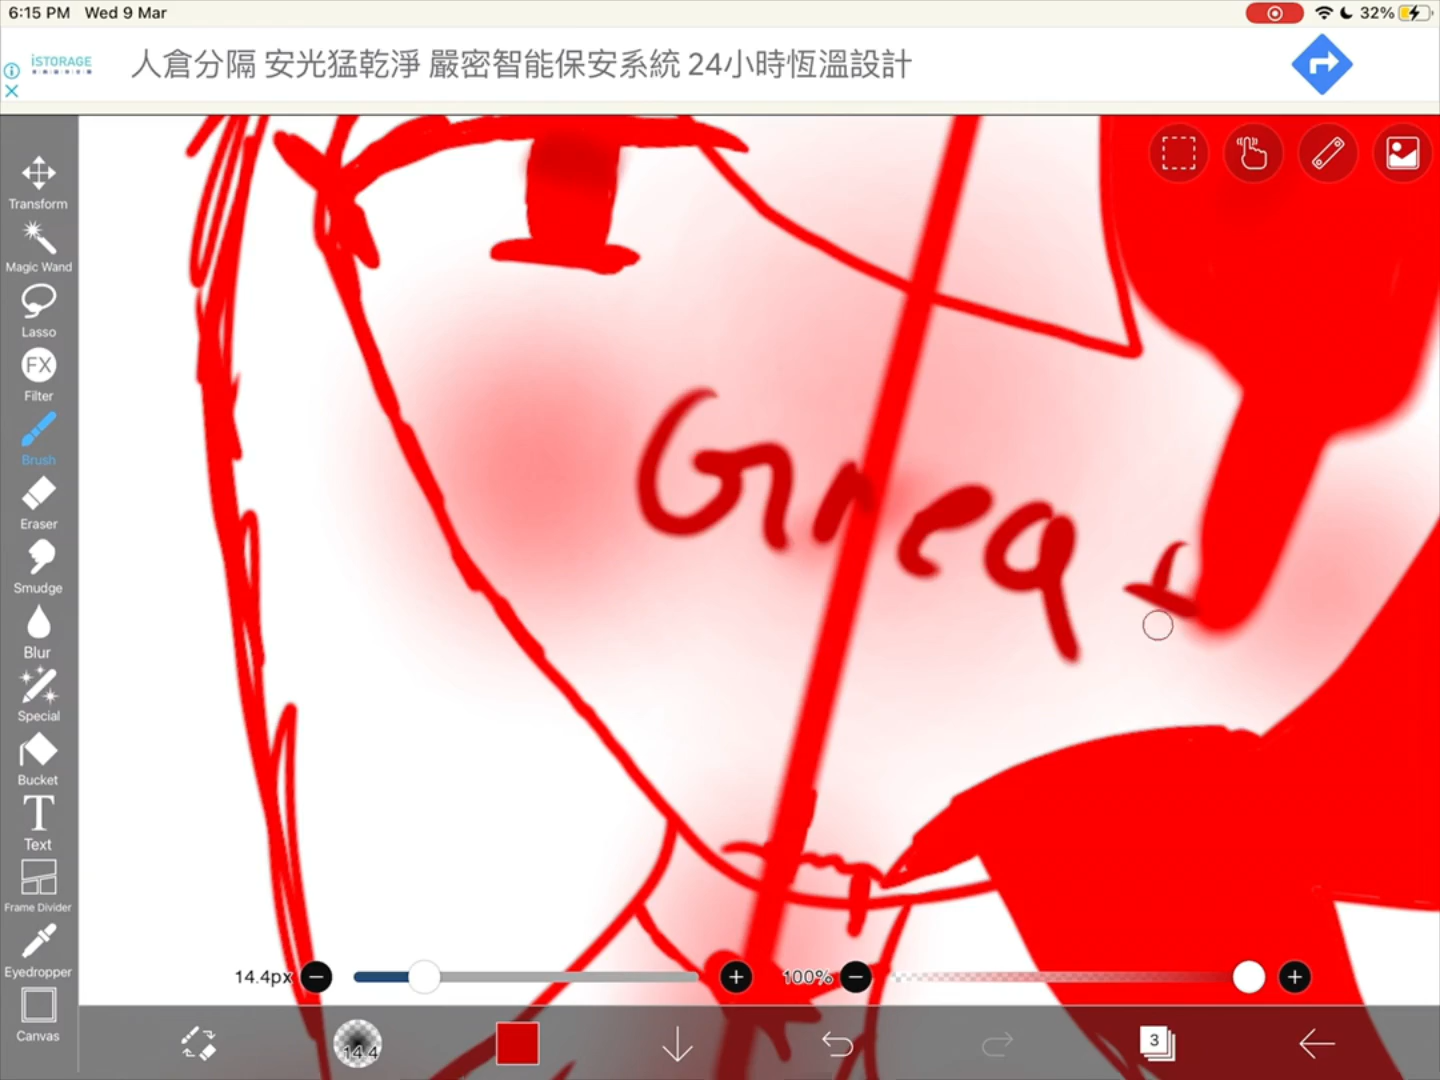 6:15 PM Wed 9 Mar
32%
iSTORAGE
人倉分隔 安光猛乾淨 嚴密智能保安系統 24小時恆溫設計
Transform
Magic Wand
Lasso
FX
Filter
Brush
Eraser
Smudge
Blur
Special
Bucket
T
Text
Frame Divider
Eyedropper
Canvas
Grea
14.4px
100%
14.4
3